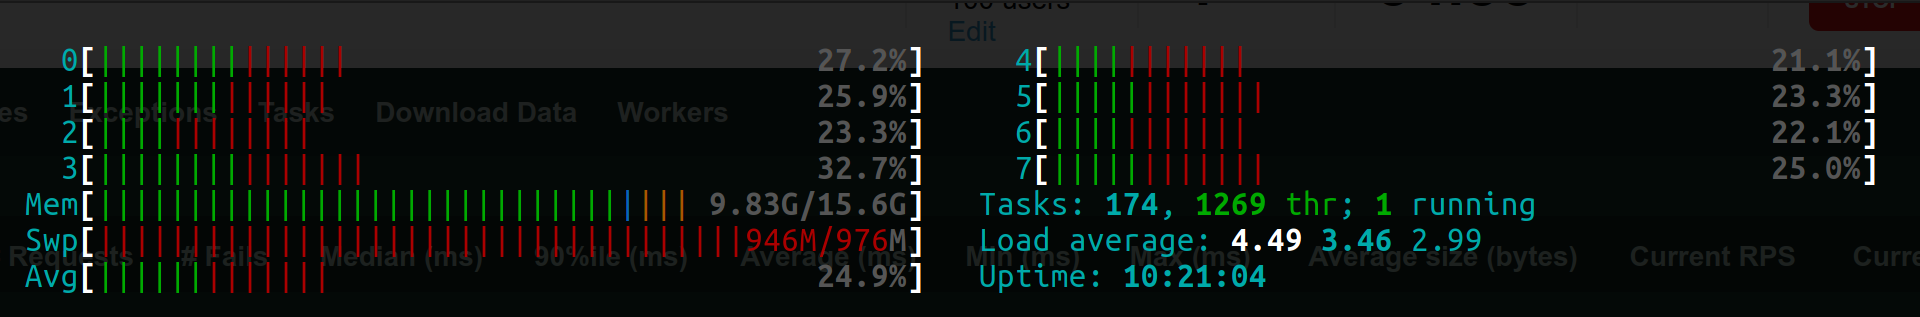 100 users
Edit
0[ 27.2%] 4[ 21.1%]
1[ 25.9%] 5[ 23.3%]
es Exceptions Tasks Download Data Workers
2[ 23.3%] 6[ 22.1%]
3[ 32.7%] 7[ 25.0%]
Mem[ 9.83G/15.6G] Tasks: 174, 1269 thr; 1 running
Swp[ 946M/976M] Load average: 4.49 3.46 2.99
Requests # Fails Median (ms) 90%ile (ms) Average (ms) Min (ms) Max (ms) Average size (bytes) Current RPS Curre
Avg[ 24.9%] Uptime: 10:21:04